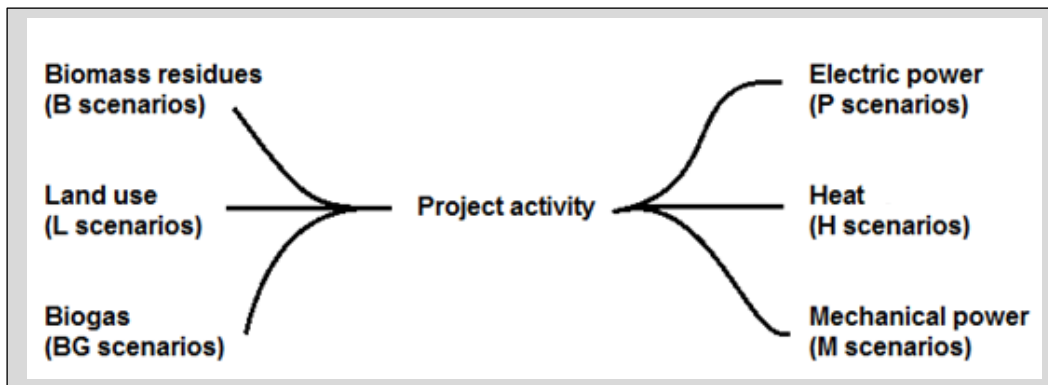 Biomass residues
(B scenarios)
Land use
(L scenarios)
Biogas
(BG scenarios)
Project activity
Electric power
(P scenarios)
Heat
(H scenarios)
Mechanical power
(M scenarios)